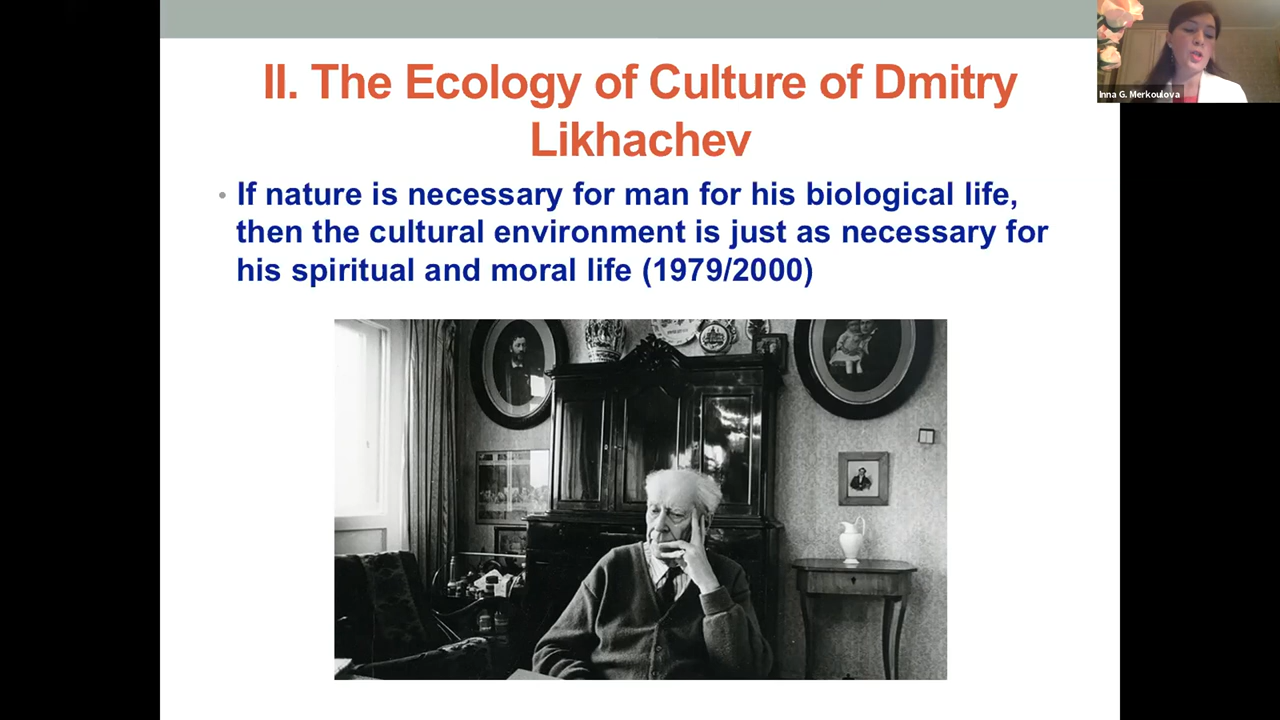 II. The Ecology of Culture of Dmitry
Likhachev
• If nature is necessary for man for his biological life,
then the cultural environment is just as necessary for
his spiritual and moral life (1979/2000)
Inna G. Merkoulova